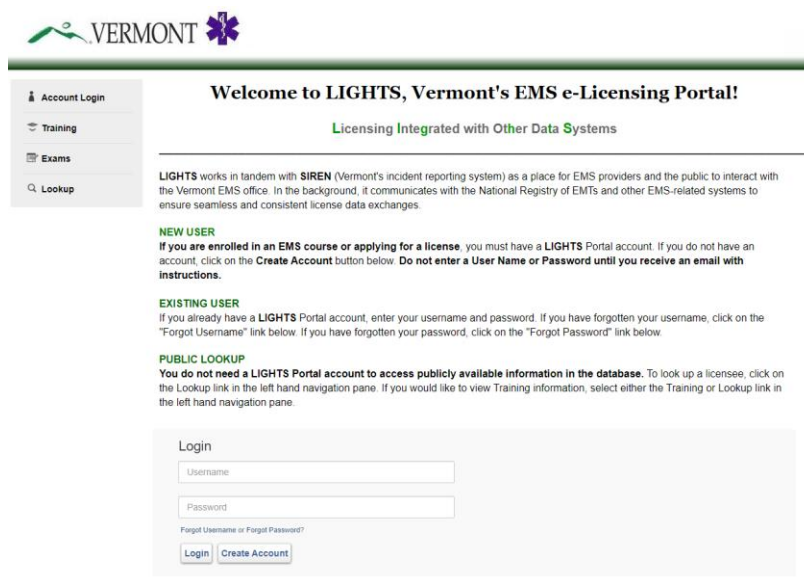 VERMONT
Account Login
Training
Exams
Lookup
Welcome to LIGHTS, Vermont's EMS e-Licensing Portal!
Licensing Integrated with Other Data Systems
LIGHTS works in tandem with SIREN (Vermont's incident reporting system) as a place for EMS providers and the public to interact with
the Vermont EMS office. In the background, it communicates with the National Registry of EMTs and other EMS-related systems to
ensure seamless and consistent license data exchanges.
NEW USER
If you are enrolled in an EMS course or applying for a license, you must have a LIGHTS Portal account. If you do not have an
account, click on the Create Account button below. Do not enter a User Name or Password until you receive an email with
instructions.
EXISTING USER
If you already have a LIGHTS Portal account, enter your username and password. If you have forgotten your username, click on the
"Forgot Username" link below. If you have forgotten your password, click on the "Forgot Password" link below.
PUBLIC LOOKUP
You do not need a LIGHTS Portal account to access publicly available information in the database. To look up a licensee, click on
the Lookup link in the left hand navigation pane. If you would like to view Training information, select either the Training or Lookup link in
the left hand navigation pane.
Login
Username
Password
Forgot Username or Forgot Password?
Login Create Account